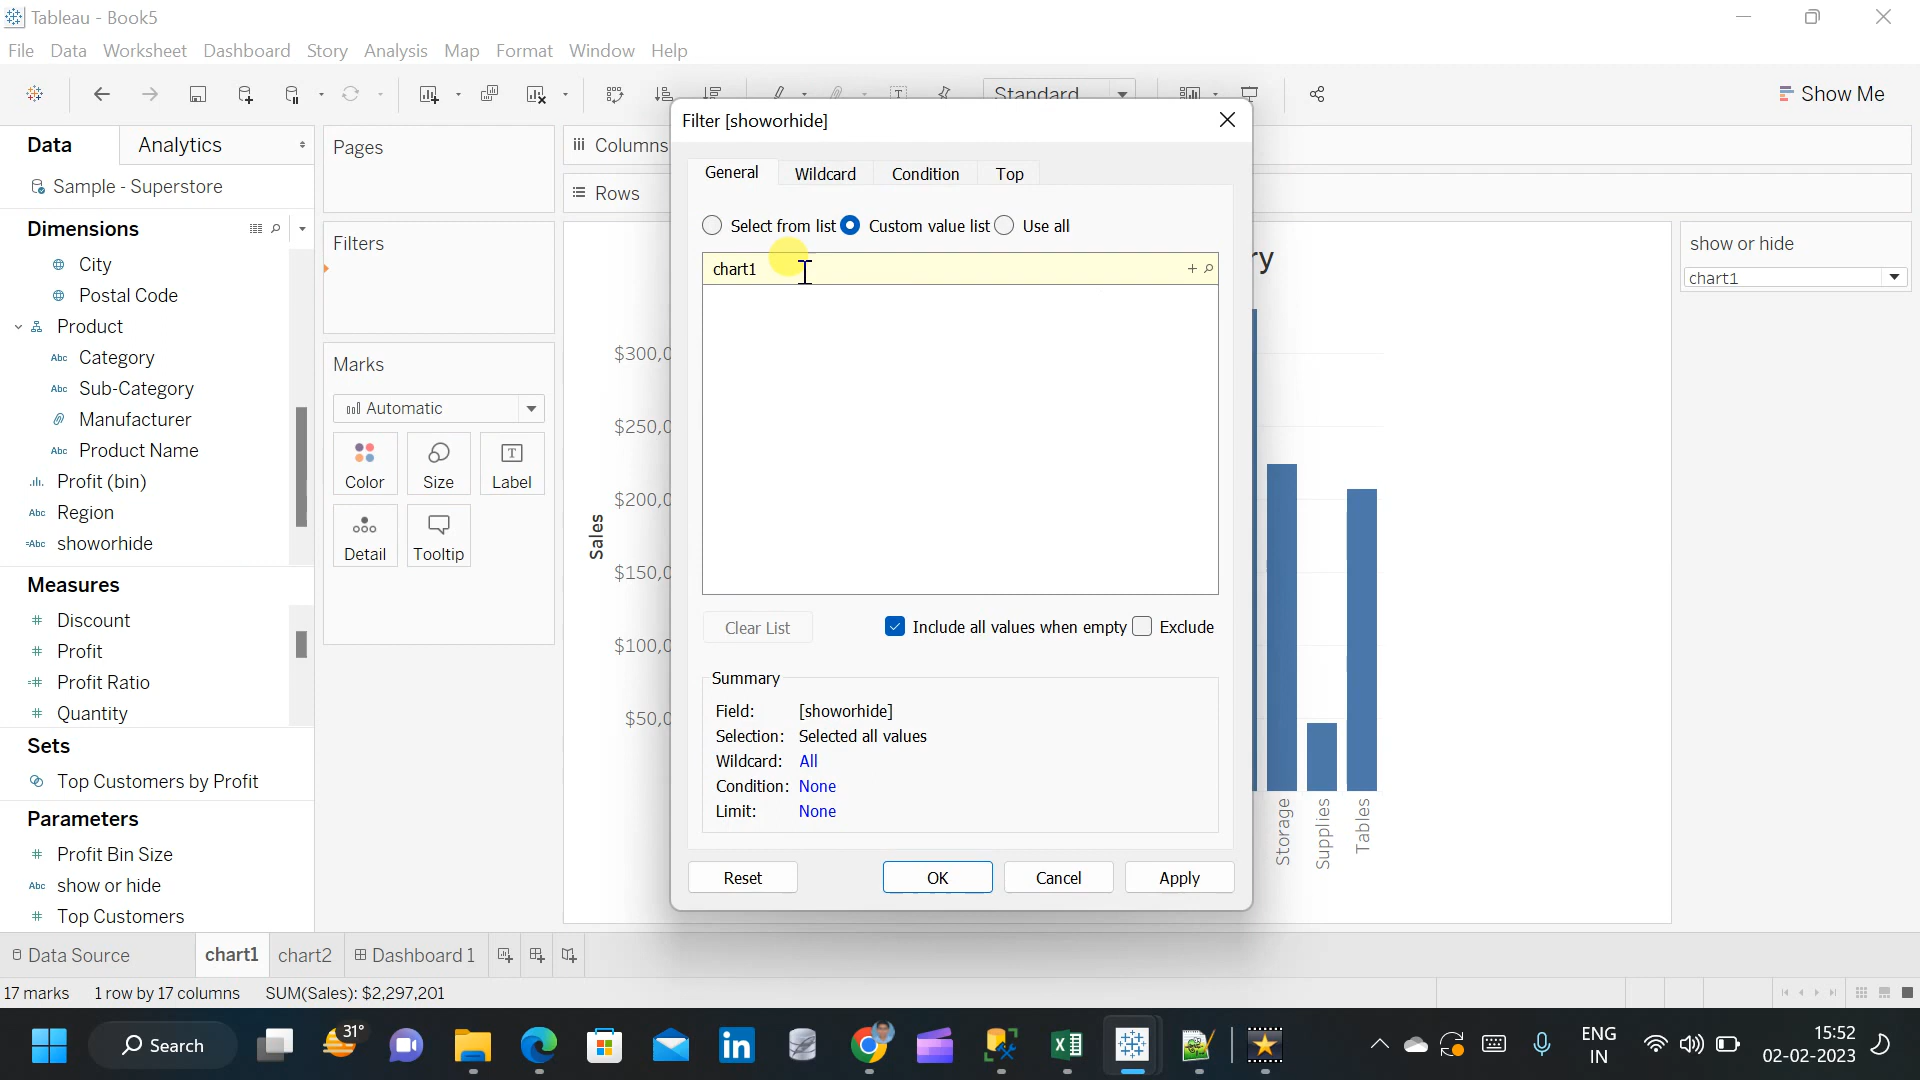 Tableau - Book5
File Data Worksheet Dashboard Story Analysis Map Format Window Help
Standard
Show Me
Data Analytics
Sample - Superstore
Dimensions
City
Postal Code
Product
Abc Category
Abc Sub-Category
Manufacturer
Abc Product Name
Profit (bin)
Abc Region
=Abc showorhide
Measures
# Discount
# Profit
=# Profit Ratio
# Quantity
Sets
Top Customers by Profit
Parameters
# Profit Bin Size
Abc show or hide
# Top Customers
Pages
Filters
Marks
Automatic
Color Size Label
Detail Tooltip
Columns
Rows
ry
Sales
$300,0
$250,0
$200,0
$150,0
$100,0
$50,0
Storage
Supplies
Tables
Filter [showorhide]
General Wildcard Condition Top
Select from list Custom value list Use all
chart1
Clear List Include all values when empty Exclude
Summary
Field: [showorhide]
Selection: Selected all values
Wildcard: All
Condition: None
Limit: None
Reset OK Cancel Apply
show or hide
chart1
Data Source chart1 chart2 Dashboard 1
17 marks 1 row by 17 columns SUM(Sales): $2,297,201
31°
Search
ENG
IN
15:52
02-02-2023